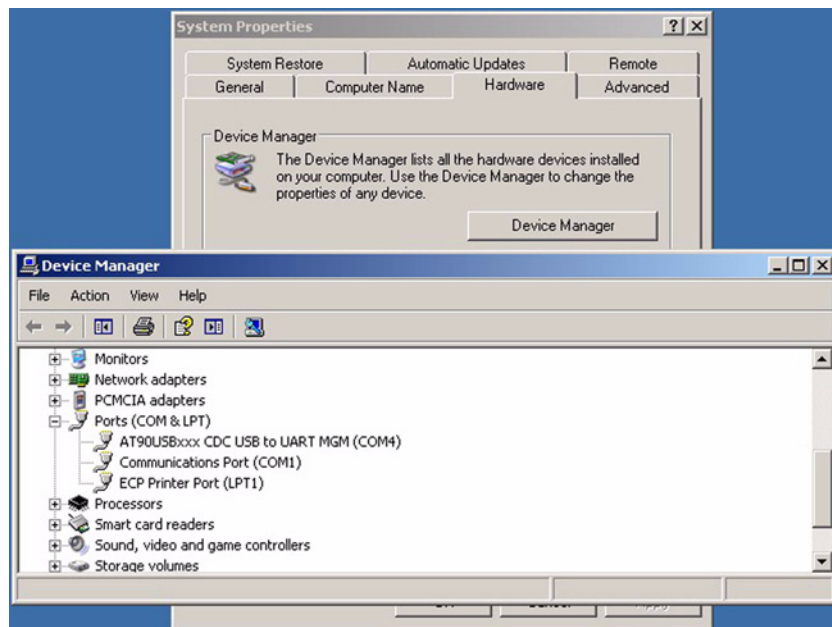 System Properties
System Restore Automatic Updates Remote
General Computer Name Hardware Advanced
Device Manager
The Device Manager lists all the hardware devices installed
on your computer. Use the Device Manager to change the
properties of any device.
Device Manager
Device Manager
File Action View Help
Monitors
Network adapters
PCMCIA adapters
Ports (COM & LPT)
AT90USBxxx CDC USB to UART MGM (COM4)
Communications Port (COM1)
ECP Printer Port (LPT1)
Processors
Smart card readers
Sound, video and game controllers
Storage volumes